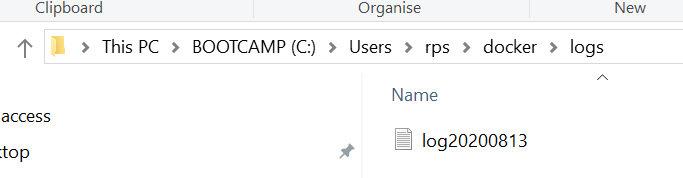 Clipboard Organise New
This PC > BOOTCAMP (C:) > Users > rps > docker > logs
Name
access
ktop
log20200813